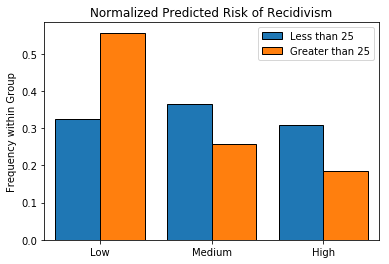 Normalized Predicted Risk of Recidivism
Less than 25
Greater than 25
Frequency within Group
0.5
0.4
0.3
0.2
0.1
0.0
Low
Medium
High